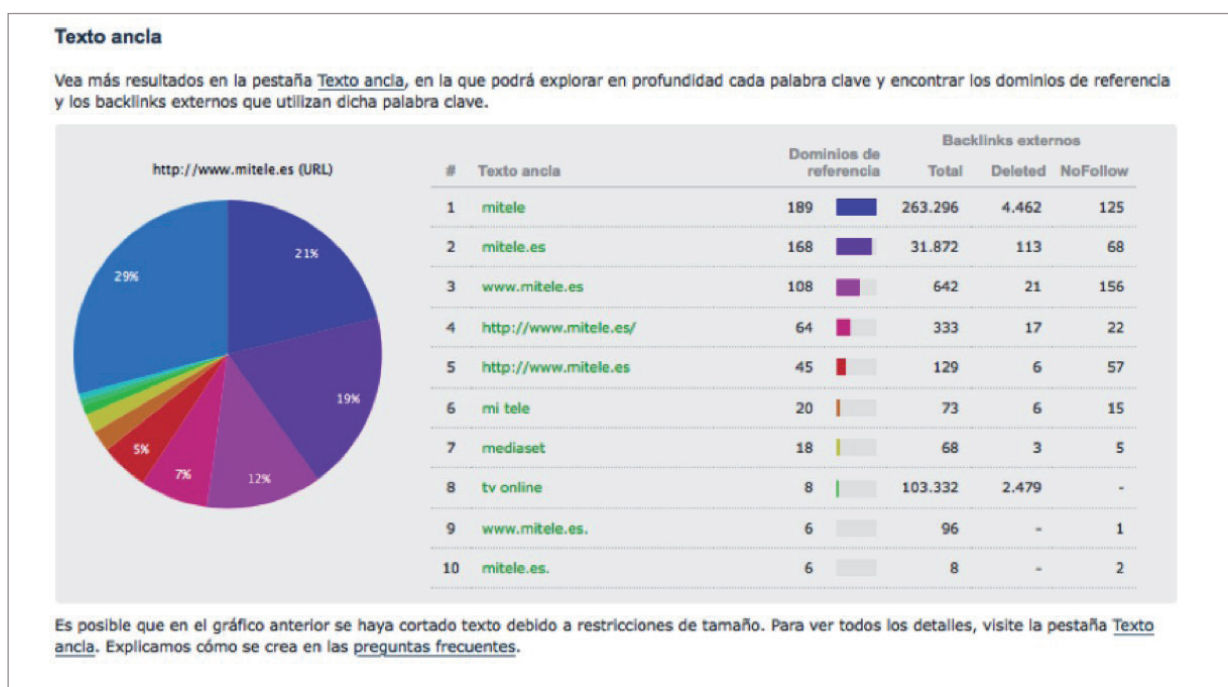 Texto ancla
Vea más resultados en la pestaña Texto ancla, en la que podrá explorar en profundidad cada palabra clave y encontrar los dominios de referencia
y los backlinks externos que utilizan dicha palabra clave.
http://www.mitele.es (URL)
29%
21%
19%
12%
7%
5%
Backlinks externos
# Texto ancla Dominios de referencia Total Deleted NoFollow
1 mitele 189 263.296 4.462 125
2 mitele.es 168 31.872 113 68
3 www.mitele.es 108 642 21 156
4 http://www.mitele.es/ 64 333 17 22
5 http://www.mitele.es 45 129 6 57
6 mi tele 20 73 6 15
7 mediaset 18 68 3 5
8 tv online 8 103.332 2.479 -
9 www.mitele.es. 6 96 - 1
10 mitele.es. 6 8 - 2
Es posible que en el gráfico anterior se haya cortado texto debido a restricciones de tamaño. Para ver todos los detalles, visite la pestaña Texto
ancla. Explicamos cómo se crea en las preguntas frecuentes.